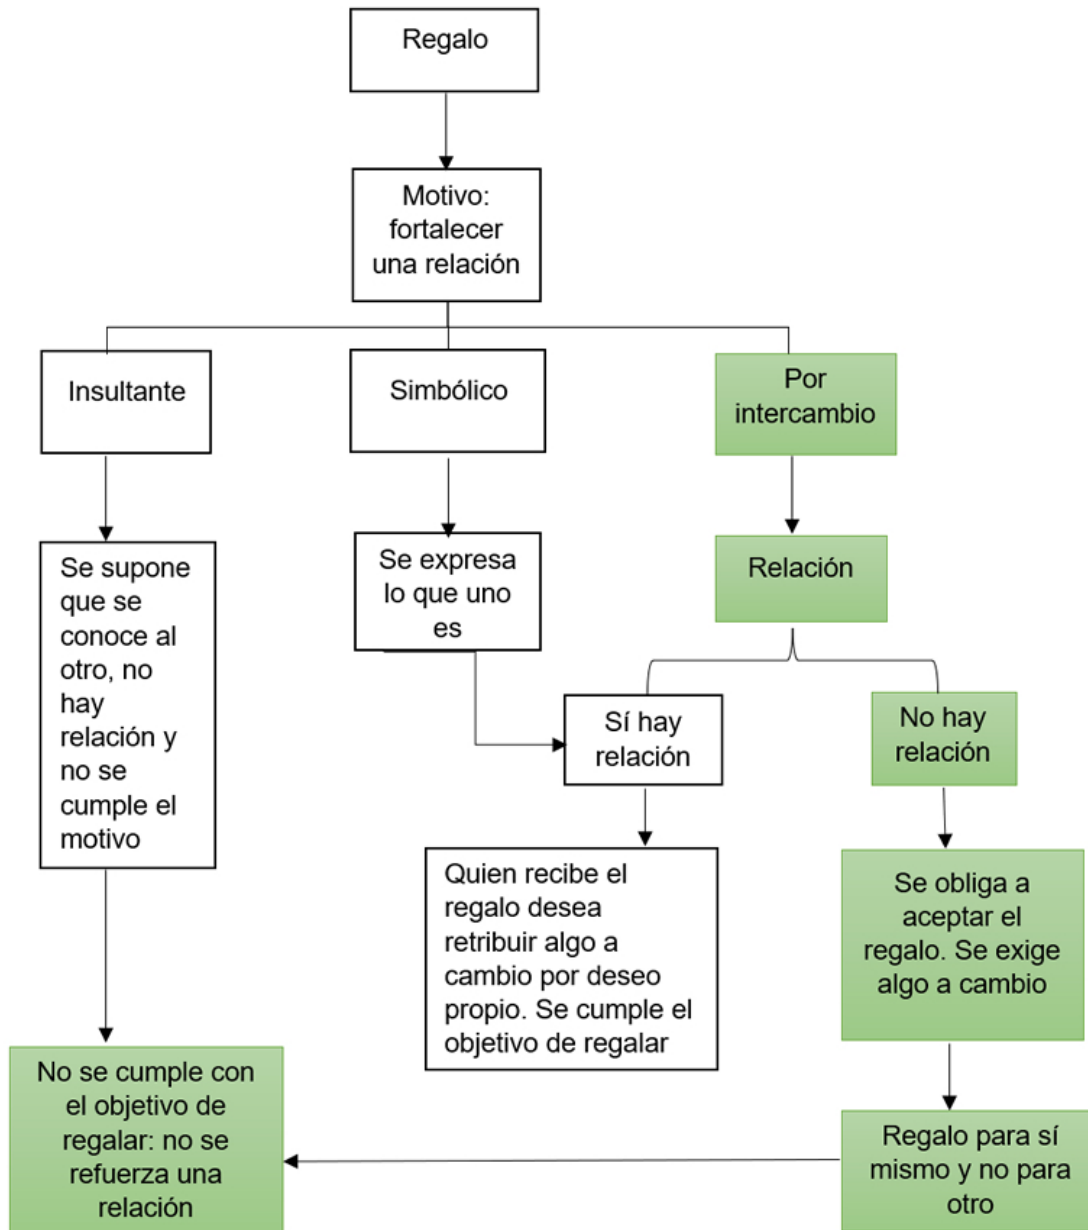 Regalo
Motivo:
fortalecer
una relación
Insultante
Simbólico
Por
intercambio
Se supone
que se
conoce al
otro, no
hay
relación y
no se
cumple el
motivo
Se expresa
lo que uno
es
Relación
Sí hay
relación
No hay
relación
Quien recibe el
regalo desea
retribuir algo a
cambio por deseo
propio. Se cumple el
objetivo de regalar
Se obliga a
aceptar el
regalo. Se exige
algo a cambio
No se cumple con
el objetivo de
regalar: no se
refuerza una
relación
Regalo para sí
mismo y no para
otro